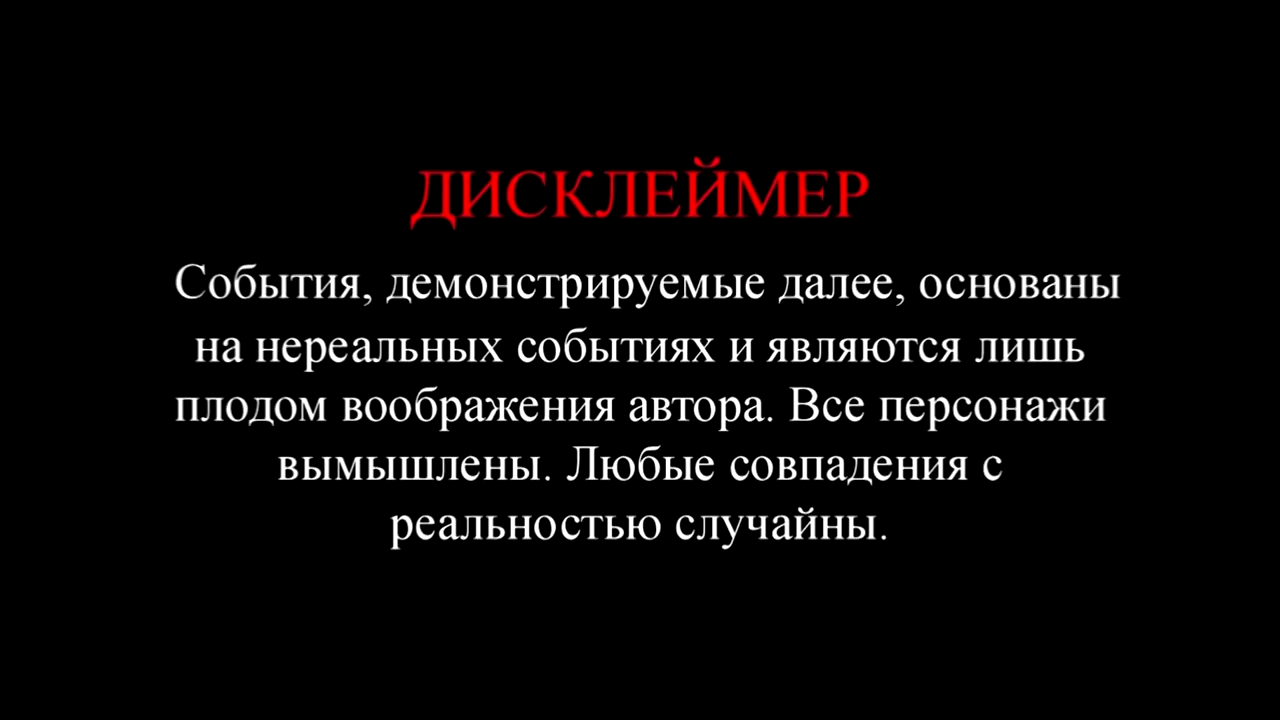 ДИСКЛЕЙМЕР
События, демонстрируемые далее, основаны
на нереальных событиях и являются лишь
плодом воображения автора. Все персонажи
вымышлены. Любые совпадения с
реальностью случайны.